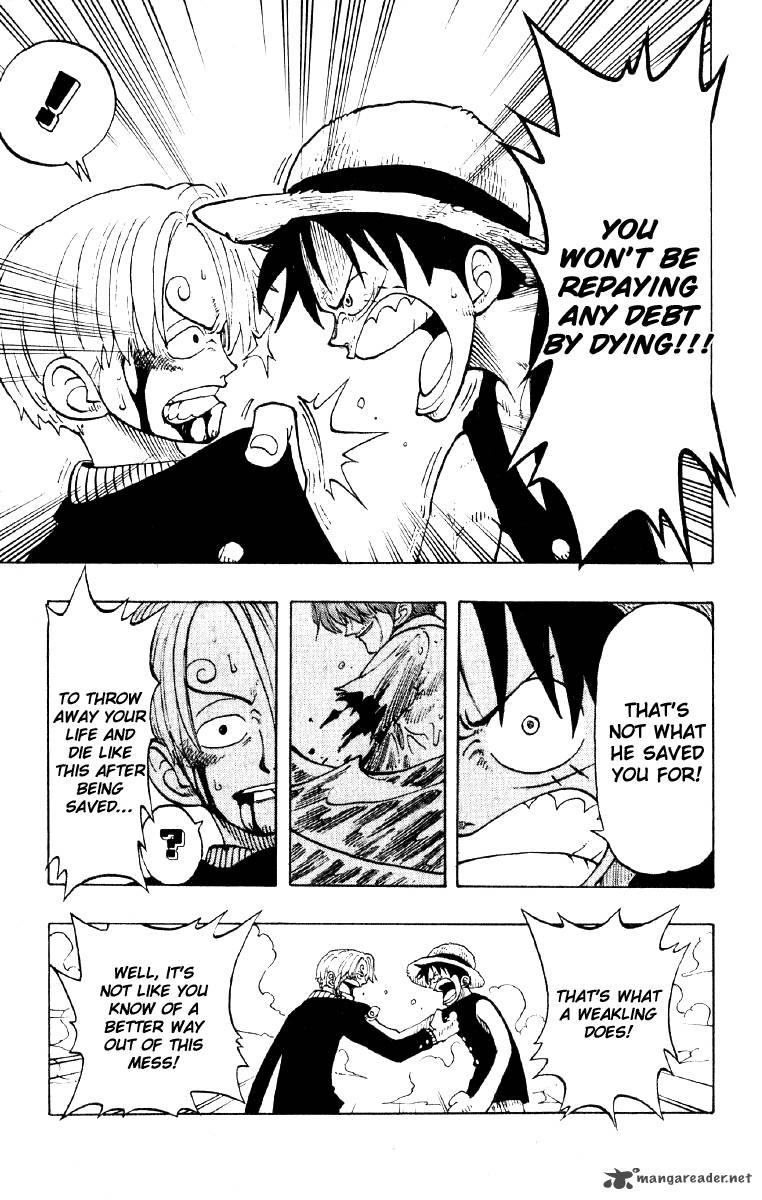 !
YOU
WON'T BE
REPAYING
ANY DEBT
BY DYING!!!
THAT'S
NOT WHAT
HE SAVED
YOU FOR!
TO THROW
AWAY YOUR
LIFE AND
DIE LIKE
THIS AFTER
BEING
SAVED...
?
THAT'S WHAT
A WEAKLING
DOES!
WELL, IT'S
NOT LIKE YOU
KNOW OF A
BETTER WAY
OUT OF THIS
MESS!
mangareader.net